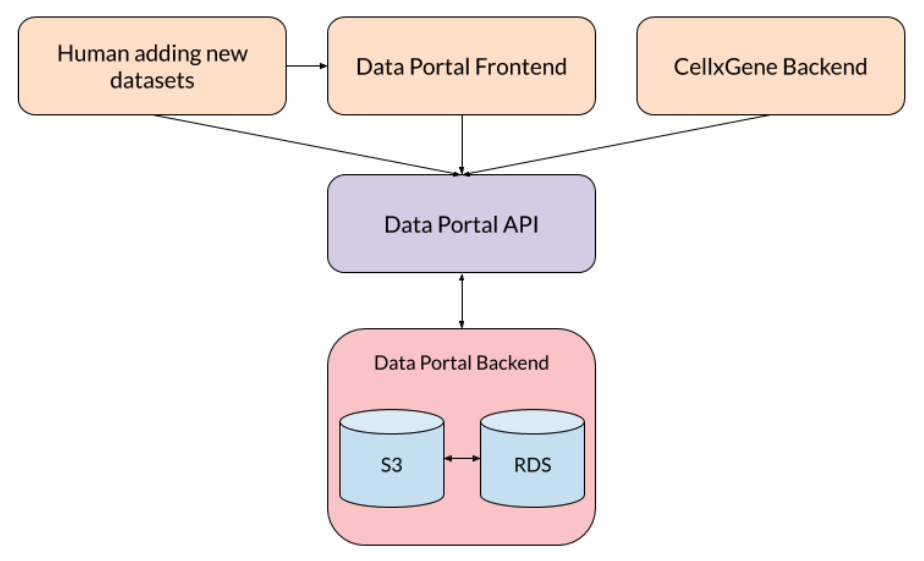 Human adding new
datasets
Data Portal Frontend
CellxGene Backend
Data Portal API
Data Portal Backend
S3
RDS